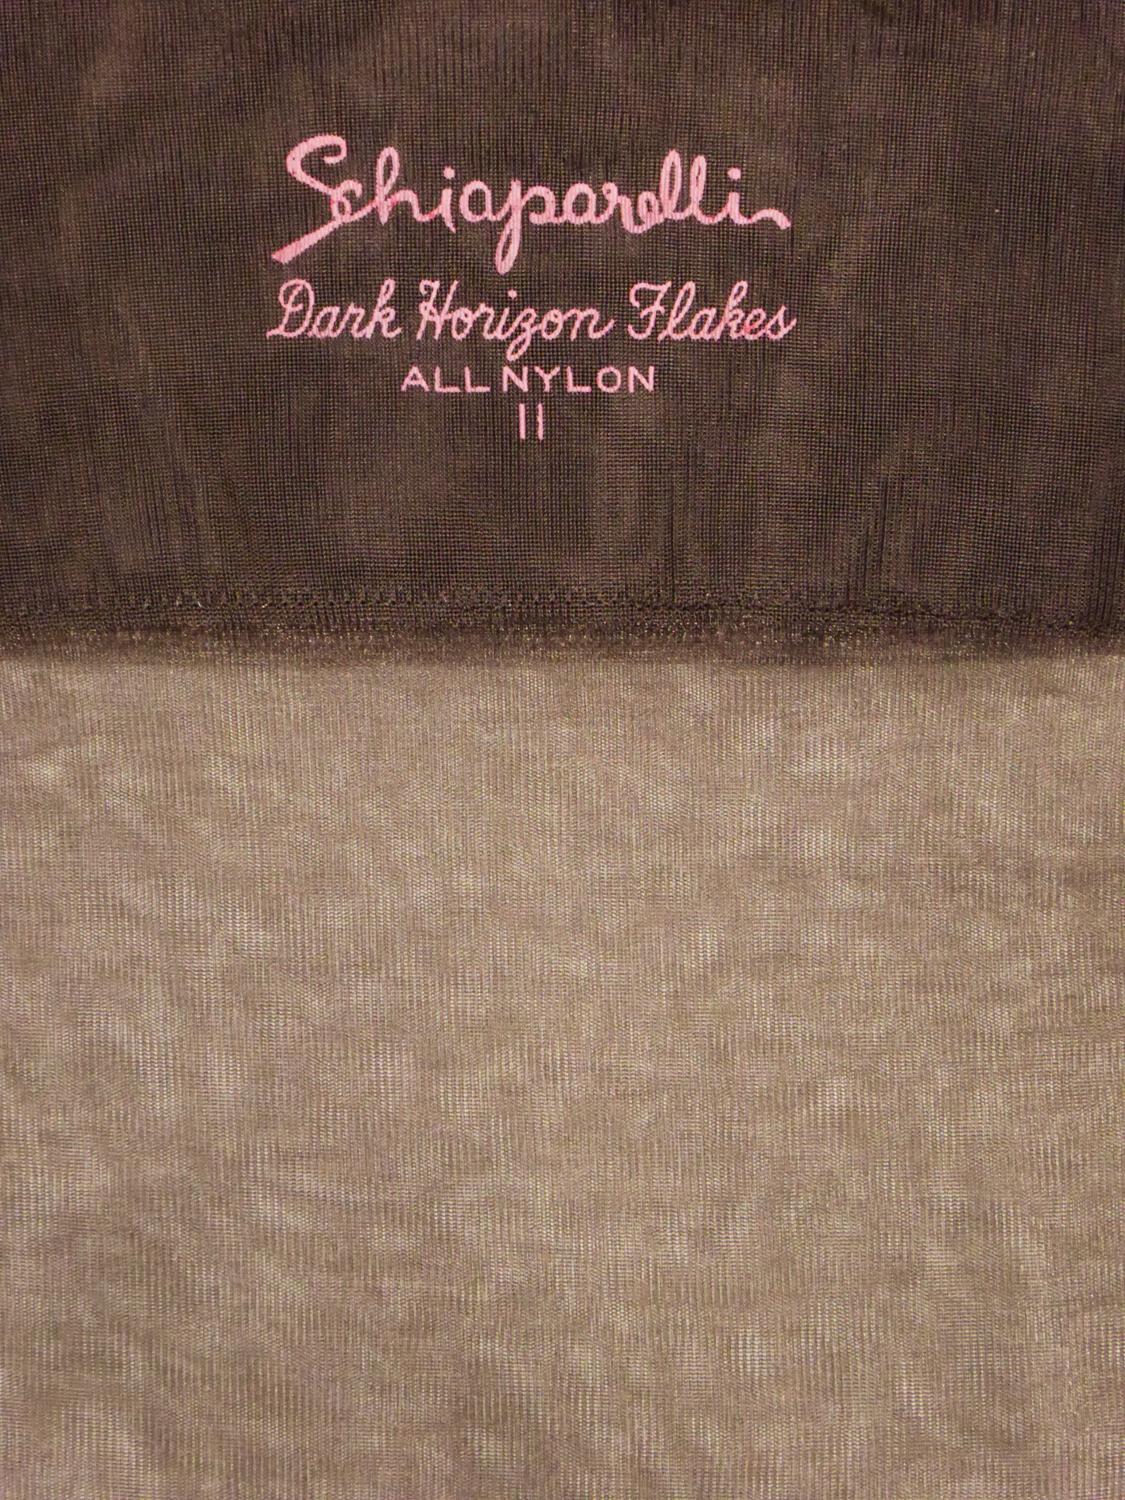 Schiaparelli
Dark Horizon Flakes
ALL NYLON
11